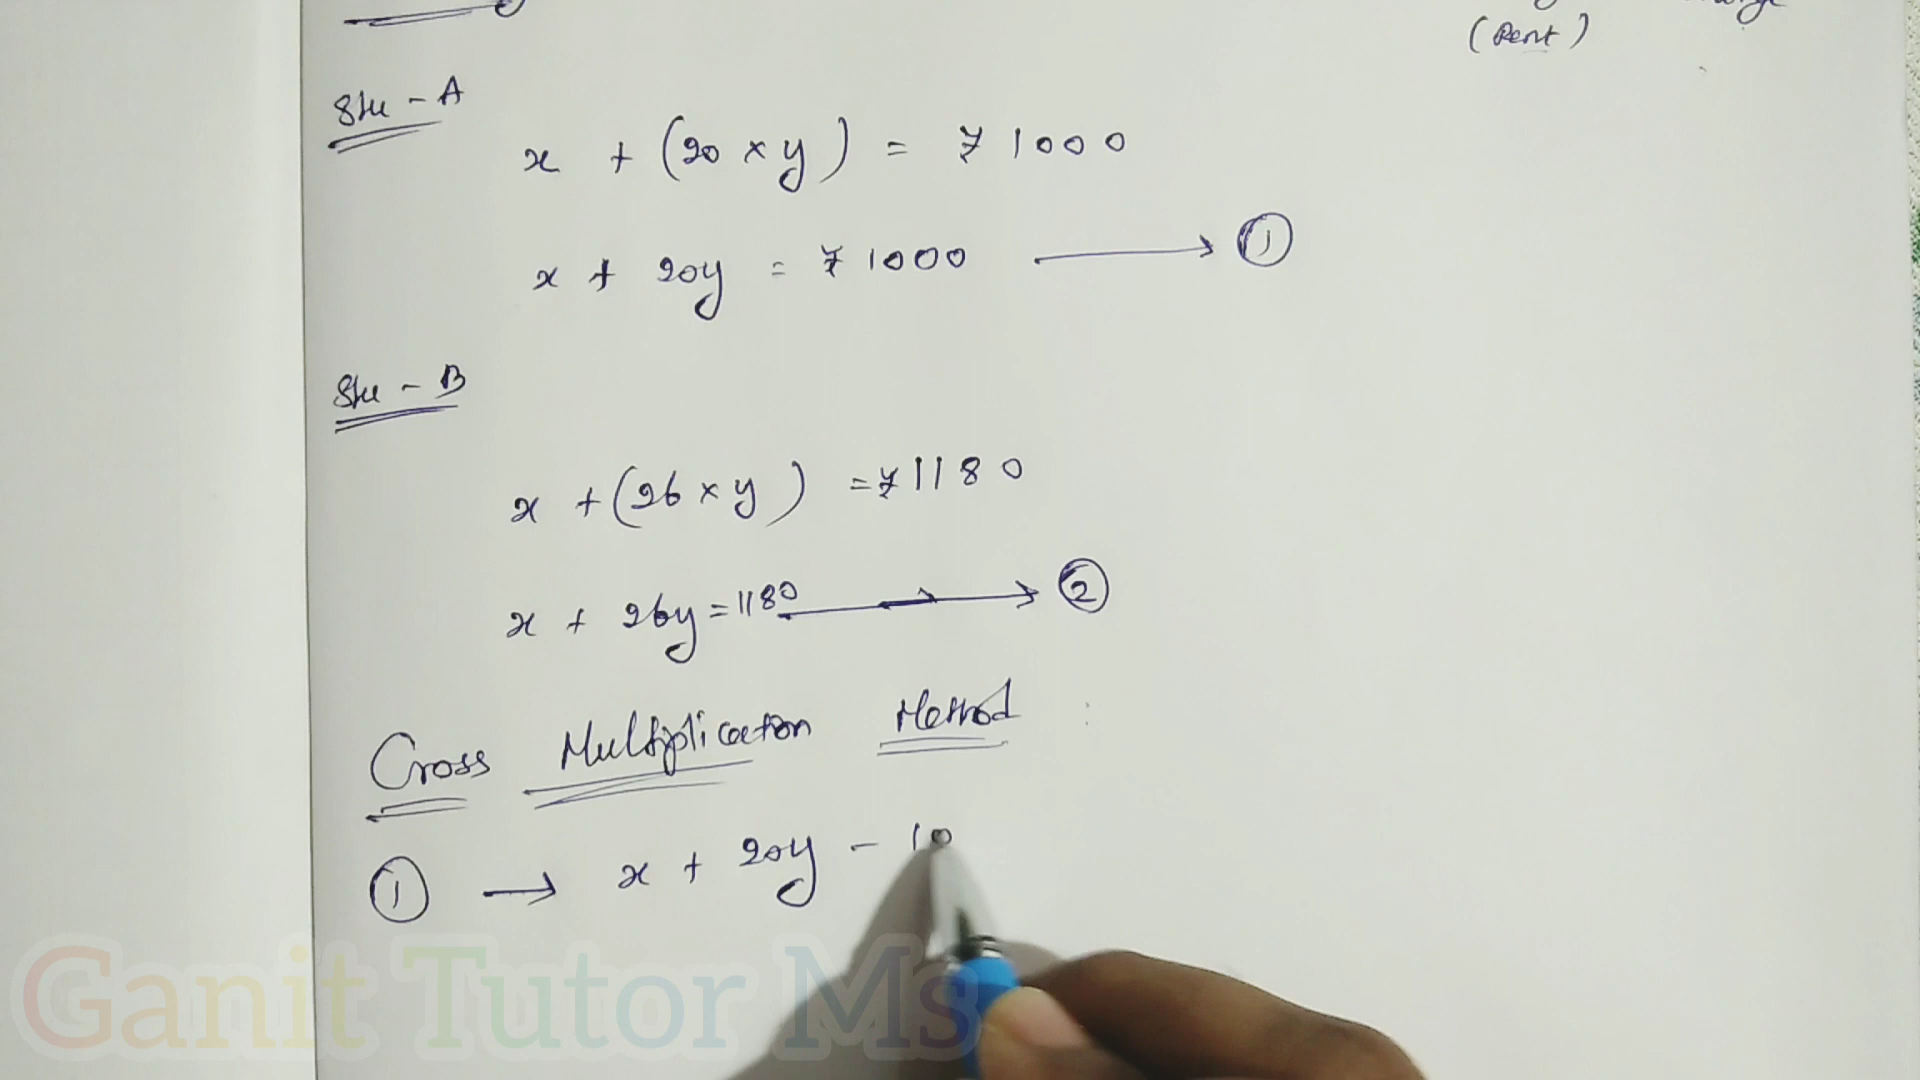 (Rent)
Stu - A
x + (20 × y) = ₹ 1000
x + 20y = ₹ 1000 → ①
Stu - B
x + (26 × y) = ₹ 1180
x + 26y = 1180 → ②
Cross Multiplication Method :
① → x + 20y - 10
Ganit Tutor Ms